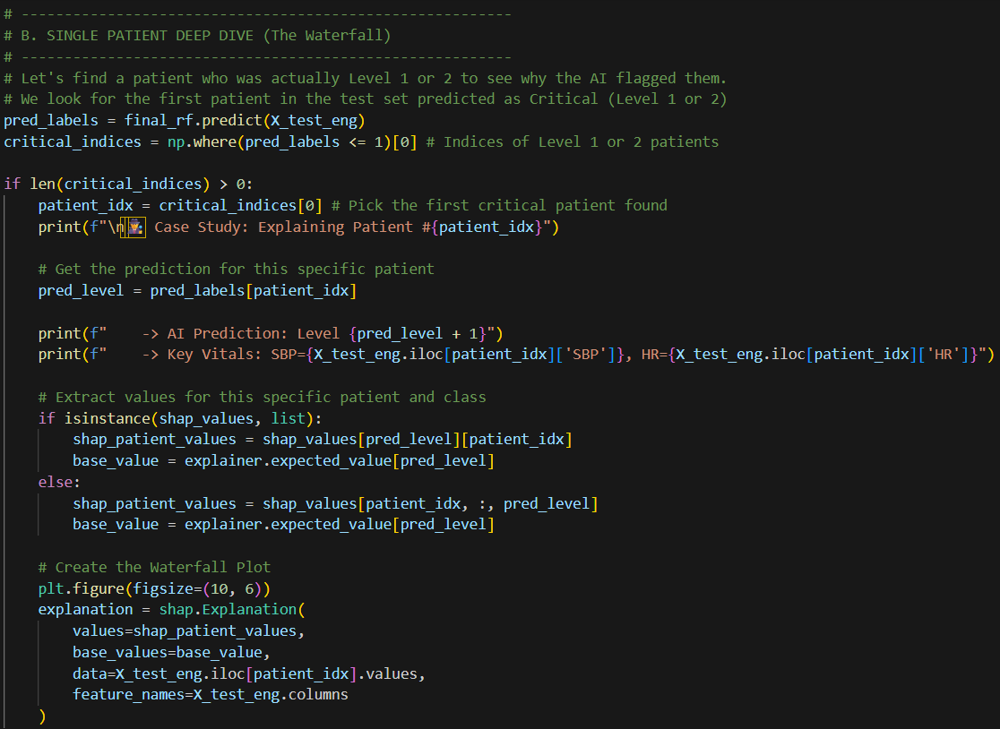 # ---------------------------------------------------------
# B. SINGLE PATIENT DEEP DIVE (The Waterfall)
# ---------------------------------------------------------
# Let's find a patient who was actually Level 1 or 2 to see why the AI flagged them.
# We look for the first patient in the test set predicted as Critical (Level 1 or 2)
pred_labels = final_rf.predict(X_test_eng)
critical_indices = np.where(pred_labels <= 1)[0] # Indices of Level 1 or 2 patients

if len(critical_indices) > 0:
    patient_idx = critical_indices[0] # Pick the first critical patient found
    print(f"\n🕵️ Case Study: Explaining Patient #{patient_idx}")

    # Get the prediction for this specific patient
    pred_level = pred_labels[patient_idx]

    print(f"    -> AI Prediction: Level {pred_level + 1}")
    print(f"    -> Key Vitals: SBP={X_test_eng.iloc[patient_idx]['SBP']}, HR={X_test_eng.iloc[patient_idx]['HR']}")

    # Extract values for this specific patient and class
    if isinstance(shap_values, list):
        shap_patient_values = shap_values[pred_level][patient_idx]
        base_value = explainer.expected_value[pred_level]
    else:
        shap_patient_values = shap_values[patient_idx, :, pred_level]
        base_value = explainer.expected_value[pred_level]

    # Create the Waterfall Plot
    plt.figure(figsize=(10, 6))
    explanation = shap.Explanation(
        values=shap_patient_values,
        base_values=base_value,
        data=X_test_eng.iloc[patient_idx].values,
        feature_names=X_test_eng.columns
    )